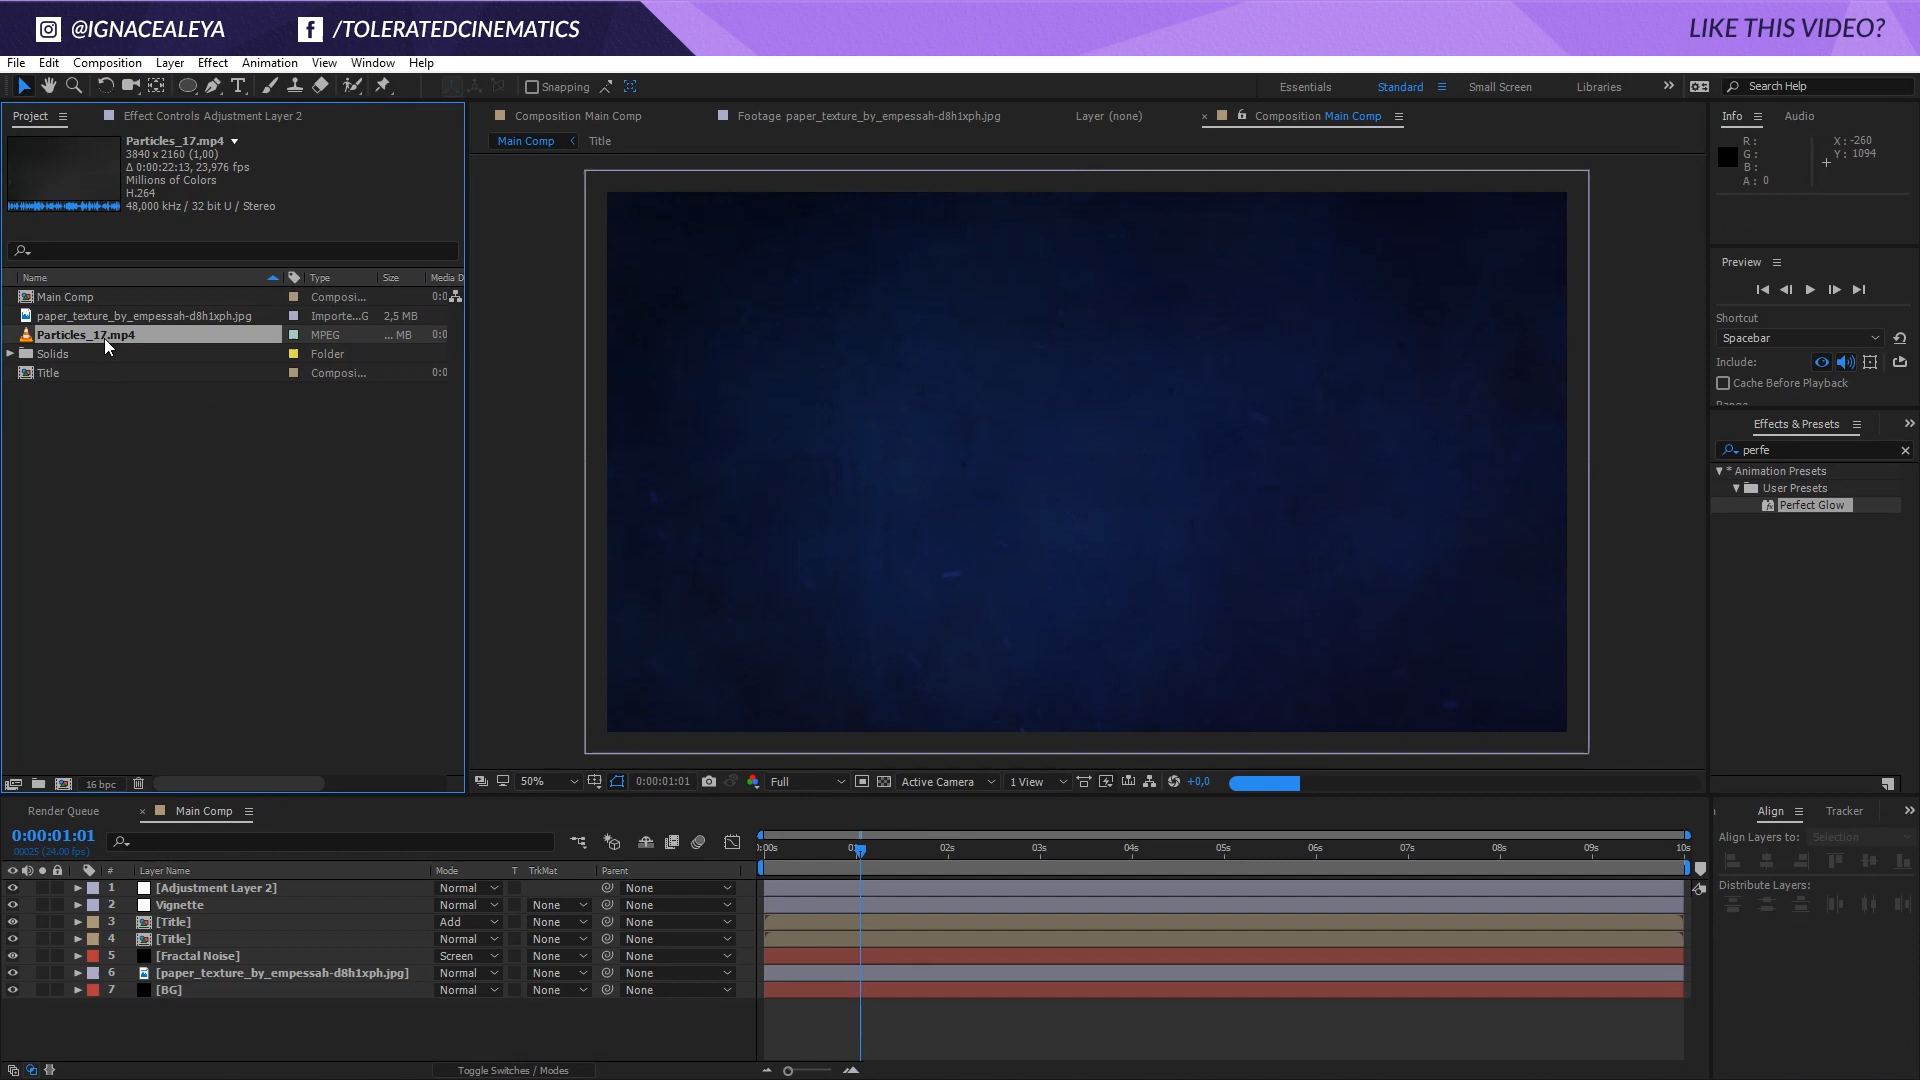 @IGNACEALEYA
/TOLERATEDCINEMATICS
LIKE THIS VIDEO?
File Edit Composition Layer Effect Animation View Window Help
Snapping
Essentials Standard Small Screen Libraries
Search Help
Project
Effect Controls Adjustment Layer 2
Composition Main Comp
Footage paper_texture_by_empessah-d8h1xph.jpg
Layer (none)
× Composition Main Comp
Info Audio
Main Comp Title
Particles_17.mp4
3840 x 2160 (1,00)
Δ 0:00:22:13, 23,976 fps
Millions of Colors
H.264
48,000 kHz / 32 bit U / Stereo
R:
G:
B:
A: 0
X: -260
Y: 1094
Name Type Size Media D
Main Comp Composi... 0:0
paper_texture_by_empessah-d8h1xph.jpg Importe...G 2,5 MB
Particles_17.mp4 MPEG ... MB 0:0
Solids Folder
Title Composi... 0:0
Preview
Shortcut
Spacebar
Include:
Cache Before Playback
Effects & Presets
perfe
* Animation Presets
User Presets
Perfect Glow
16 bpc
50% 0:00:01:01 Full Active Camera 1 View +0,0
Render Queue × Main Comp
0:00:01:01
00025 (24.00 fps)
:00s 02s 03s 04s 05s 06s 07s 08s 09s 10s
# Layer Name Mode T TrkMat Parent
1 [Adjustment Layer 2] Normal None
2 Vignette Normal None None
3 [Title] Add None None
4 [Title] Normal None None
5 [Fractal Noise] Screen None None
6 [paper_texture_by_empessah-d8h1xph.jpg] Normal None None
7 [BG] Normal None None
Toggle Switches / Modes
Align Tracker
Align Layers to: Selection
Distribute Layers: